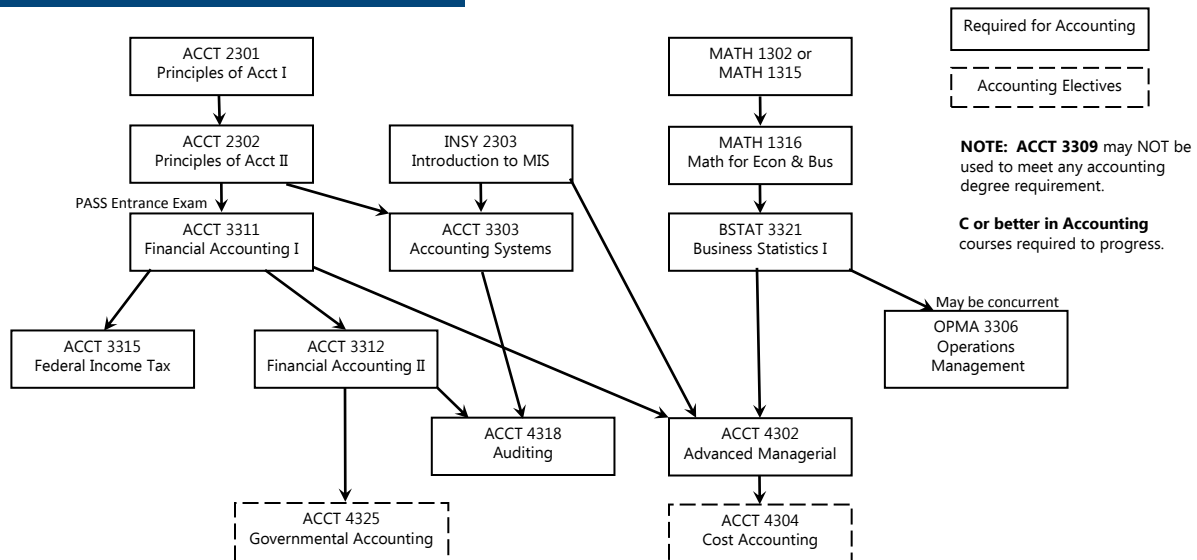 ACCT 2301
Principles of Acct I
MATH 1302 or
MATH 1315
Required for Accounting
Accounting Electives
ACCT 2302
Principles of Acct II
INSY 2303
Introduction to MIS
MATH 1316
Math for Econ & Bus
NOTE: ACCT 3309 may NOT be
used to meet any accounting
degree requirement.
C or better in Accounting
courses required to progress.
PASS Entrance Exam
ACCT 3311
Financial Accounting I
ACCT 3303
Accounting Systems
BSTAT 3321
Business Statistics I
May be concurrent
OPMA 3306
Operations
Management
ACCT 3315
Federal Income Tax
ACCT 3312
Financial Accounting II
ACCT 4318
Auditing
ACCT 4302
Advanced Managerial
ACCT 4325
Governmental Accounting
ACCT 4304
Cost Accounting